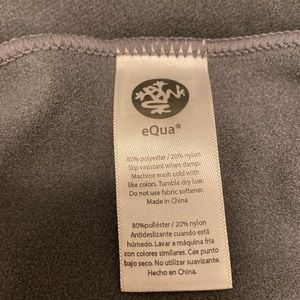 eQua®
80% polyester / 20% nylon
Slip resistant when damp.
Machine wash cold with
like colors. Tumble dry low.
Do not use fabric softener.
Made in China
80%poliéster / 20% nylon
Antideslizante cuando está
húmedo. Lavar a máquina fría
con colores similares. Cae punto
bajo seco. No utilizar suavizante.
Hecho en China.